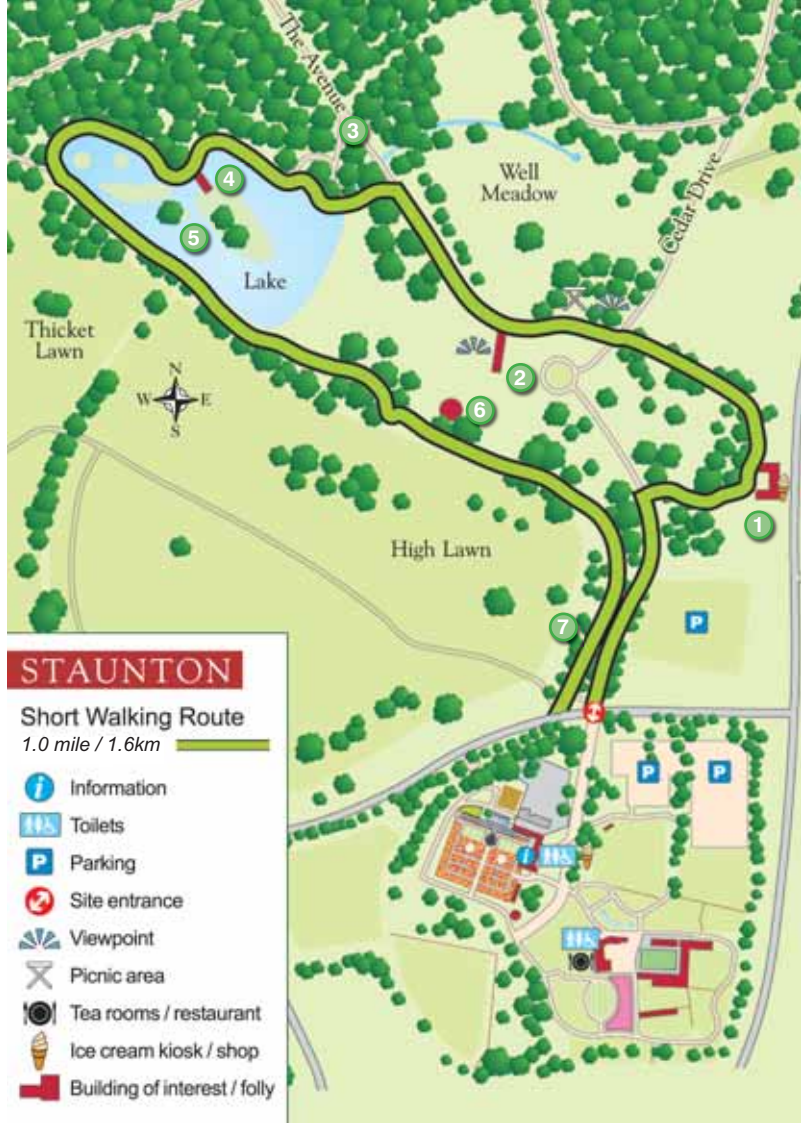 The Avenue
3
Well
Meadow
Cedar Drive
4
5
Lake
Thicket
Lawn
N
W E
S
2
6
1
High Lawn
7
P
STAUNTON
Short Walking Route
1.0 mile / 1.6km
i Information
Toilets
P Parking
Site entrance
Viewpoint
Picnic area
Tea rooms / restaurant
Ice cream kiosk / shop
Building of interest / folly
P P
i